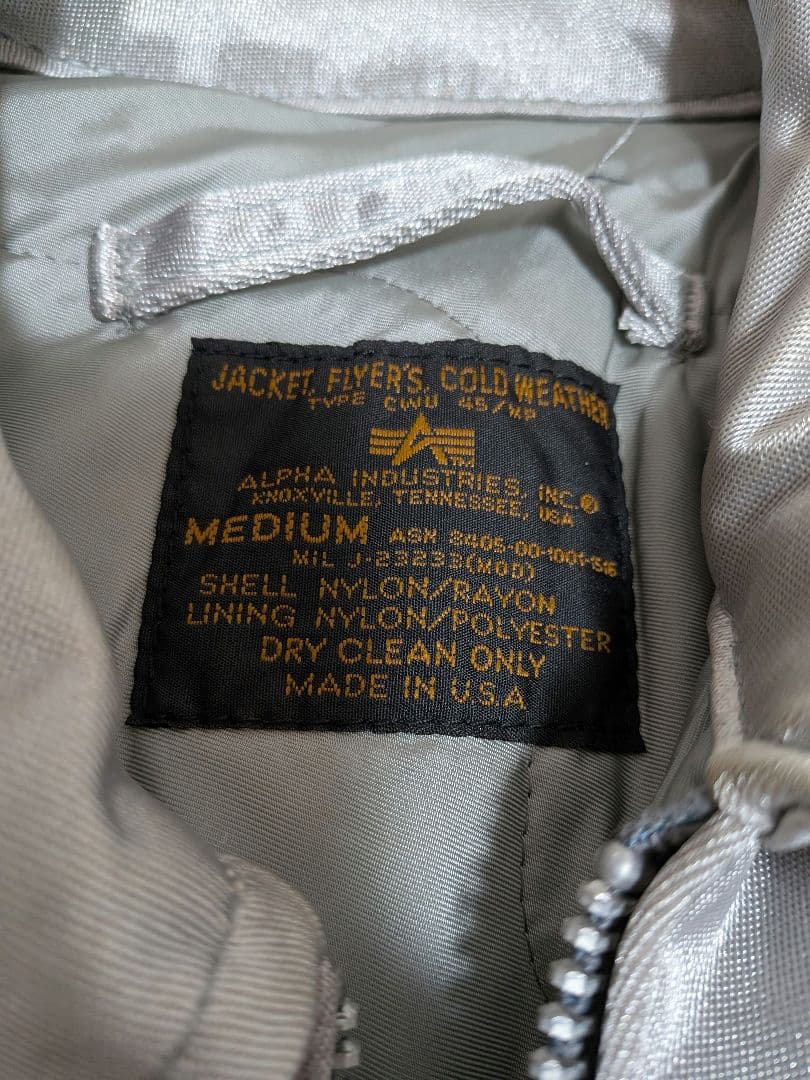 JACKET, FLYER'S, COLD WEATHER
TYPE CWU 45/MP
ALPHA INDUSTRIES, INC.®
KNOXVILLE, TENNESSEE, USA
MEDIUM
MIL J-23293(MOD)
SHELL NYLON/RAYON
LINING NYLON/POLYESTER
DRY CLEAN ONLY
MADE IN U.S.A